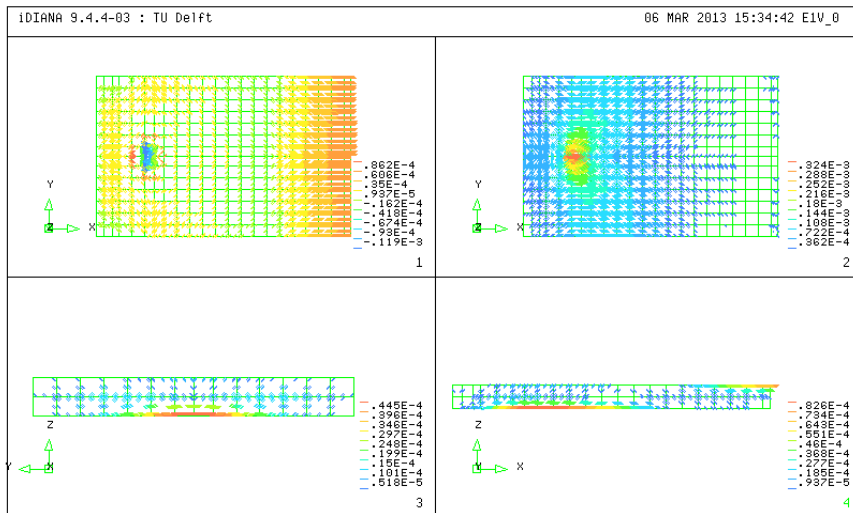 iDIANA 9.4.4-03 : TU Delft 06 MAR 2013 15:34:42 E1V_0
.862E-4
.606E-4
.35E-4
.937E-5
-.162E-4
-.418E-4
-.674E-4
-.93E-4
-.119E-3
Y
Z X
1
.324E-3
.288E-3
.252E-3
.216E-3
.18E-3
.144E-3
.108E-3
.722E-4
.362E-4
Y
Z X
2
.445E-4
.396E-4
.346E-4
.297E-4
.248E-4
.199E-4
.15E-4
.101E-4
.518E-5
Z
Y X
3
.826E-4
.734E-4
.643E-4
.551E-4
.46E-4
.368E-4
.277E-4
.185E-4
.937E-5
Z
Y X
4